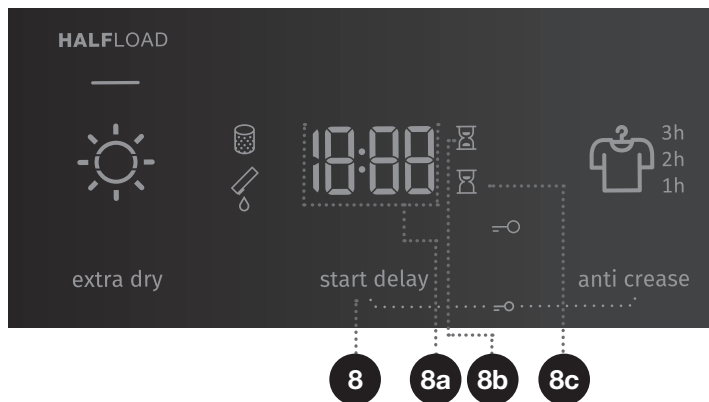 HALFLOAD
18:88
3h
2h
1h
extra dry
start delay
anti crease
8
8a
8b
8c